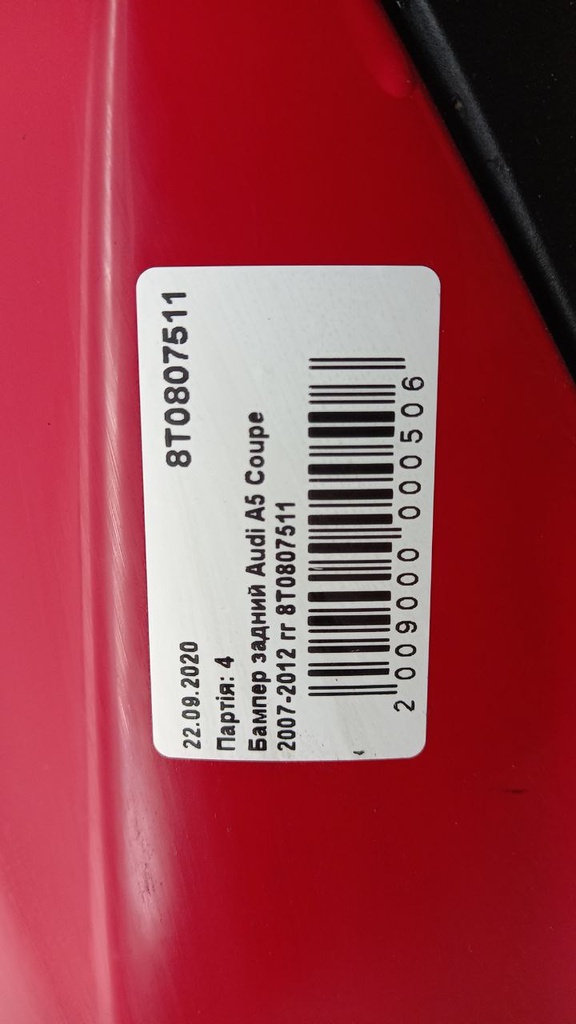 8T0807511
22.09.2020
Партія: 4
Бампер задний Audi A5 Coupe
2007-2012 гг 8T0807511
2 009000 000506